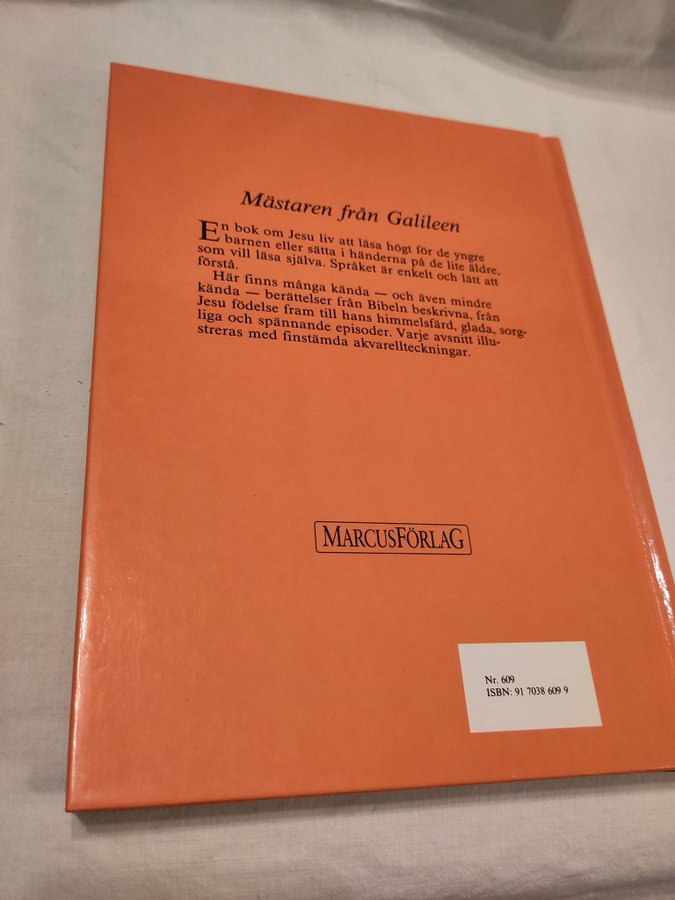 Mästaren från Galileen
En bok om Jesu liv att läsa högt för de yngre
barnen eller sätta i händerna på de lite äldre,
som vill läsa själva. Språket är enkelt och lätt att
förstå.
Här finns många kända — och även mindre
kända — berättelser från Bibeln beskrivna, från
Jesu födelse fram till hans himmelsfärd, glada, sorg-
liga och spännande episoder. Varje avsnitt illu-
streras med finstämda akvarellteckningar.
MARCUSFÖRLAG
Nr. 609
ISBN: 91 7038 609 9